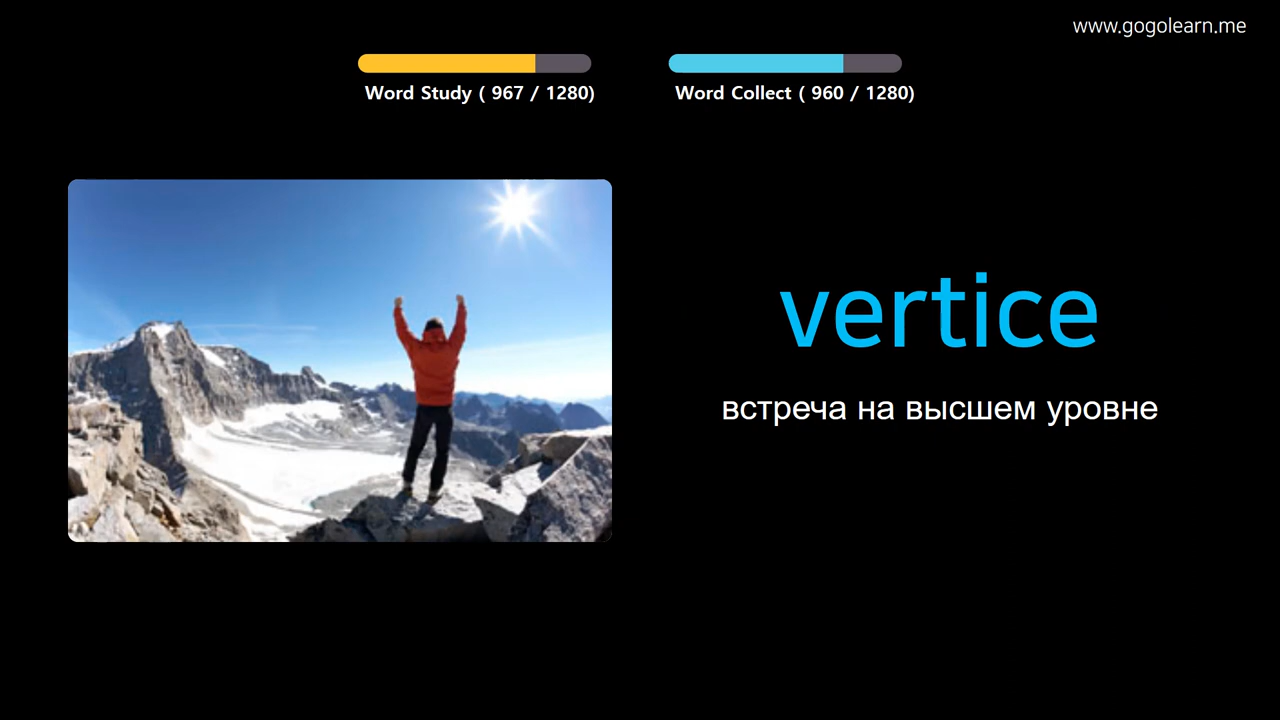 www.gogolearn.me
Word Study ( 967 / 1280)
Word Collect ( 960 / 1280)
vertice
встреча на высшем уровне